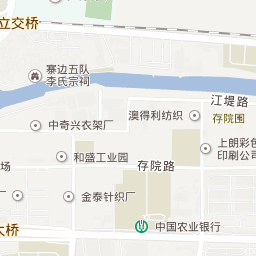 立交桥
寨边五队
李氏宗祠
江堤路
澳得利纺织
存院围
中奇兴衣架厂
上朗彩色
印刷公司
和盛工业园
存院路
场
金泰针织厂
中国农业银行
大桥